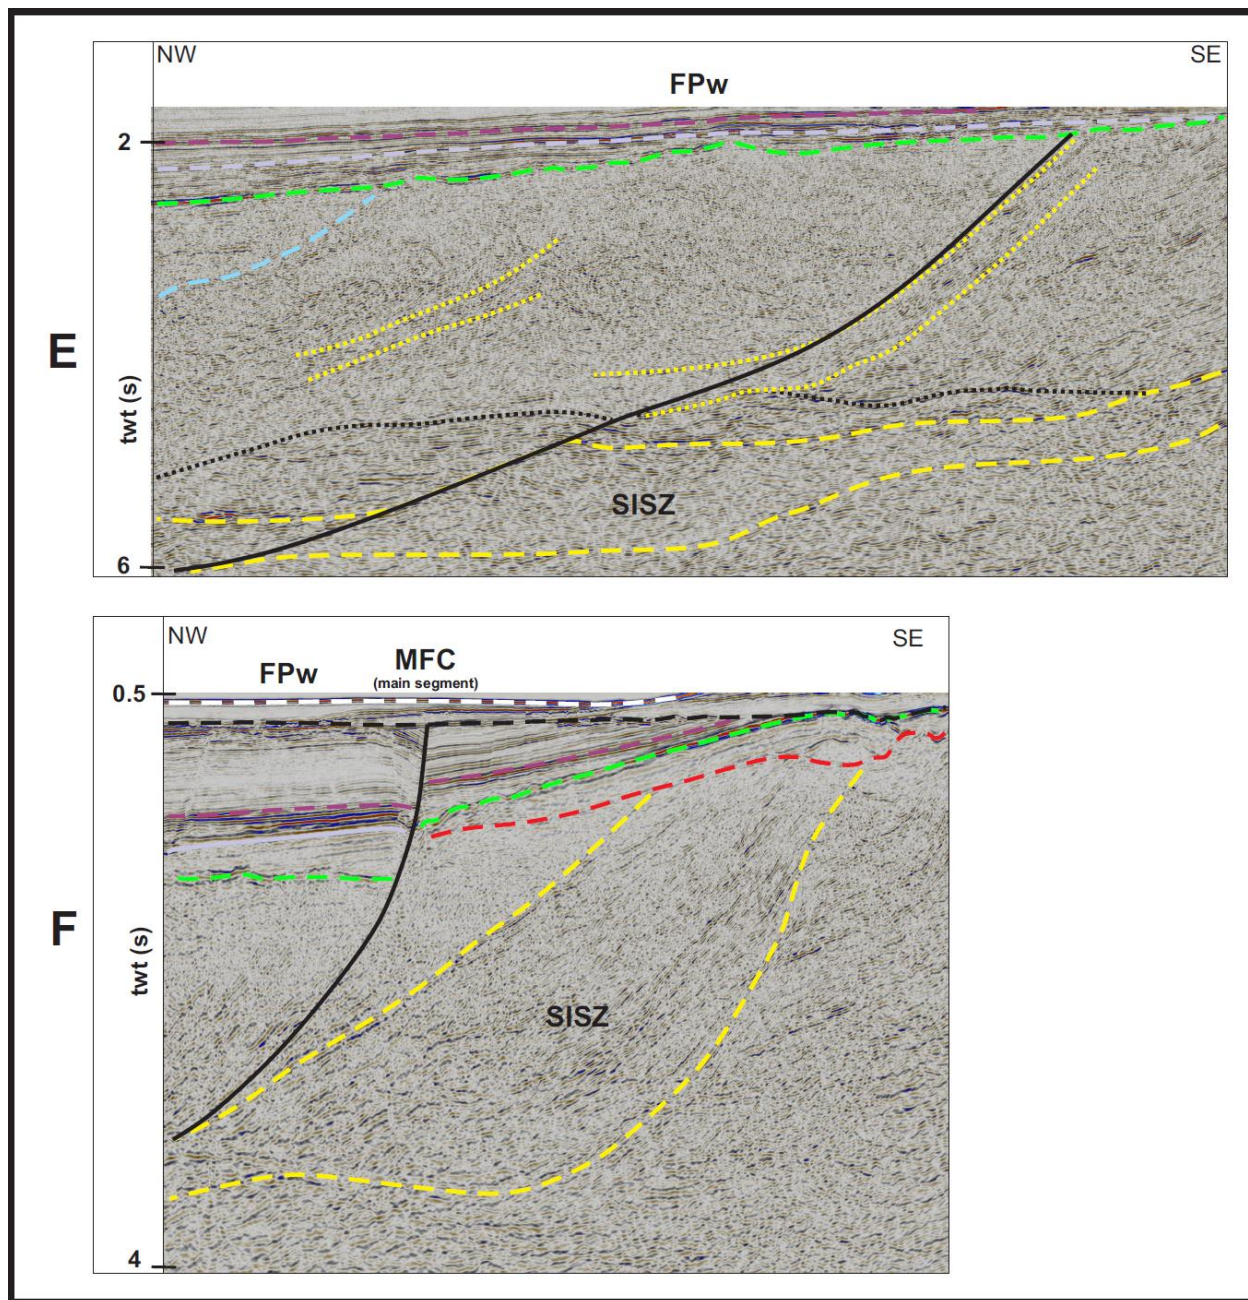 NW SE
FPw
2
E
twt (s)
SISZ
6
NW SE
FPw MFC
(main segment)
0.5
F
twt (s)
SISZ
4